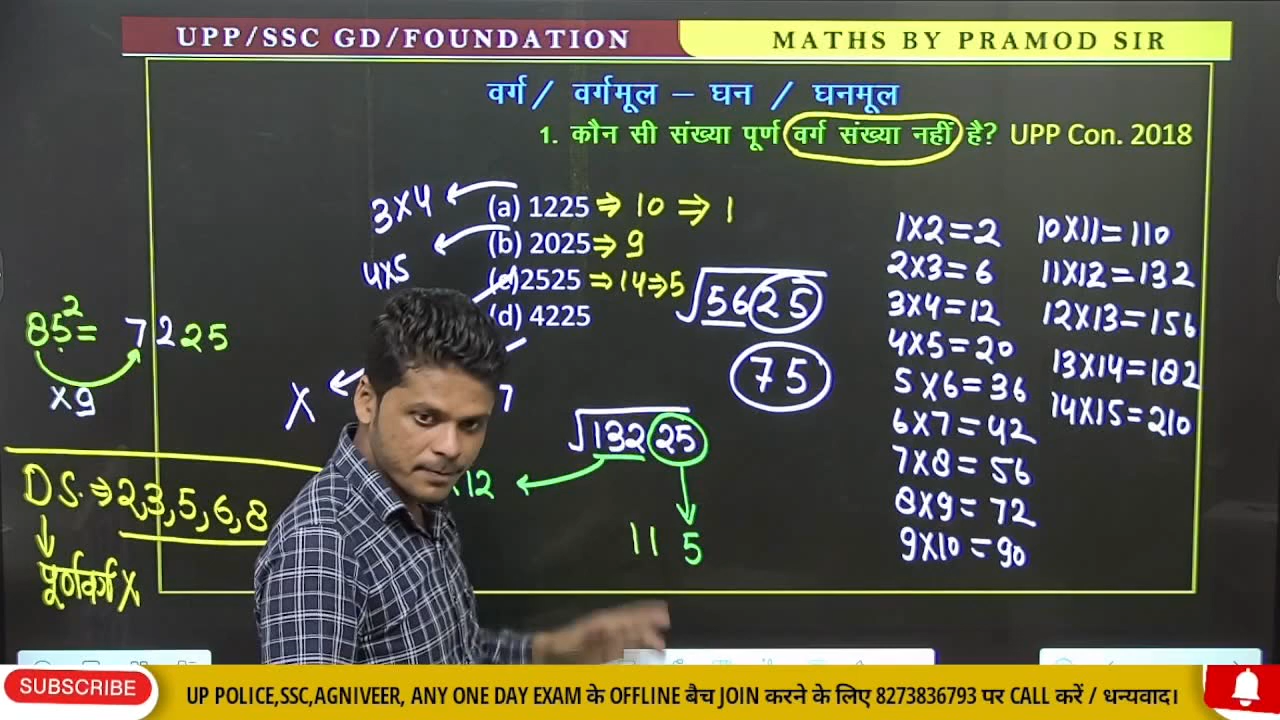 UPP/SSC GD/FOUNDATION
MATHS BY PRAMOD SIR
वर्ग/ वर्गमूल – घन / घनमूल
1. कौन सी संख्या पूर्ण वर्ग संख्या नहीं है? UPP Con. 2018
3X4 (a) 1225 ⇒ 10 ⇒ 1
4X5 (b) 2025 ⇒ 9
(c) 2525 ⇒ 14 ⇒ 5
(d) 4225
X
7
√5625
75
√13225
X12
11 5
85² = 7225
X9
D S. ⇒ 2,3,5,6,8
पूर्णवर्ग X
1X2=2
2X3=6
3X4=12
4X5=20
5X6=36
6X7=42
7X8=56
8X9=72
9X10=90
10X11=110
11X12=132
12X13=156
13X14=182
14X15=210
SUBSCRIBE
UP POLICE,SSC,AGNIVEER, ANY ONE DAY EXAM के OFFLINE बैच JOIN करने के लिए 8273836793 पर CALL करें / धन्यवाद।